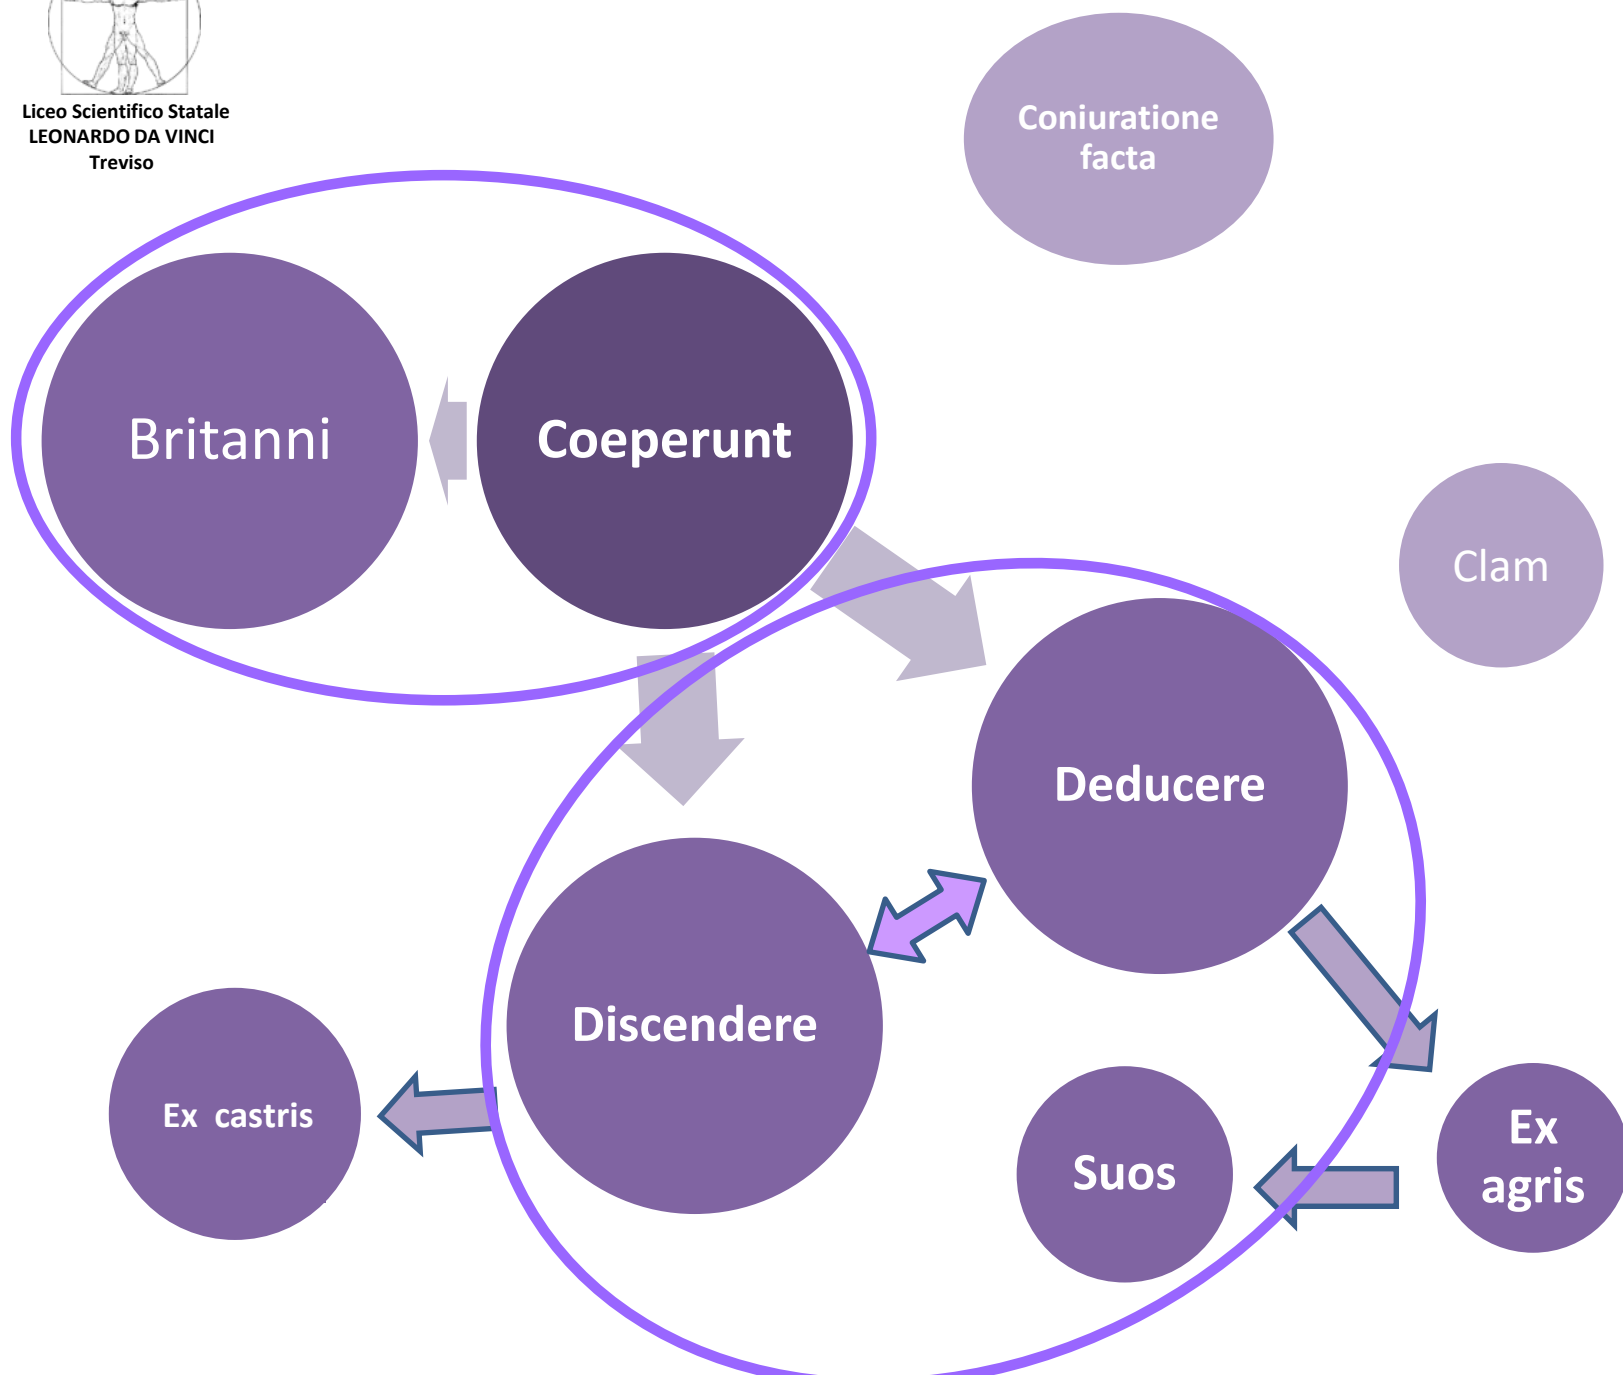 Liceo Scientifico Statale
LEONARDO DA VINCI
Treviso
Coniuratione
facta
Britanni
Coeperunt
Clam
Deducere
Discendere
Ex castris
Suos
Ex
agris